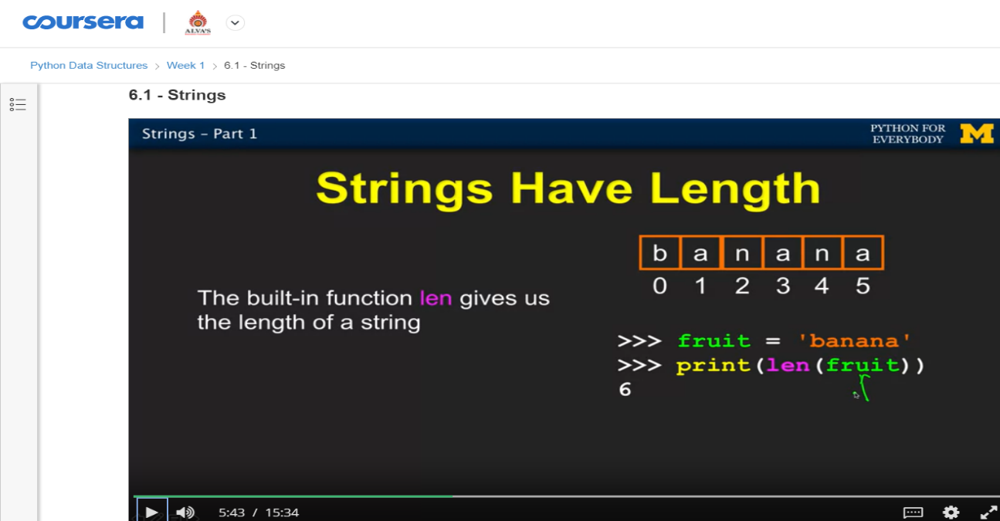 coursera
ALVA'S
Python Data Structures > Week 1 > 6.1 - Strings
6.1 - Strings
Strings – Part 1
PYTHON FOR
EVERYBODY
M
Strings Have Length
b a n a n a
0 1 2 3 4 5
The built-in function len gives us
the length of a string
>>> fruit = 'banana'
>>> print(len(fruit))
6
5:43 / 15:34